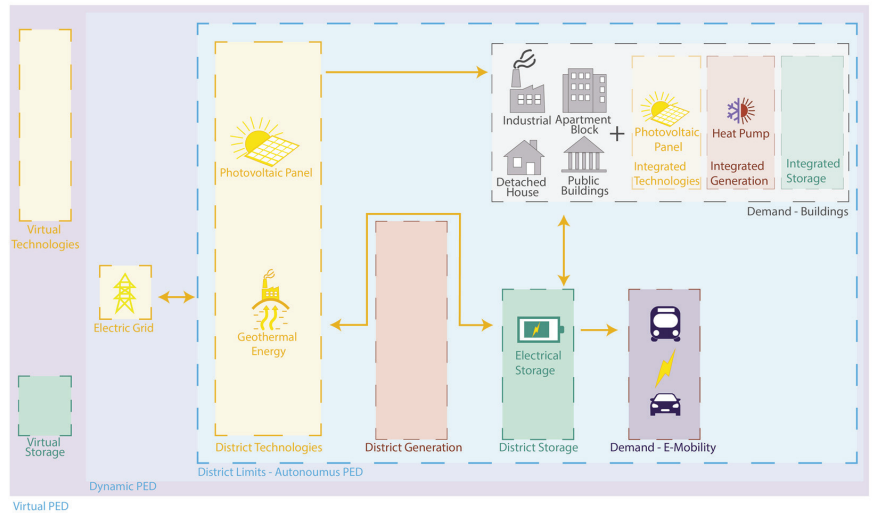 Industrial
Apartment
Block
Detached
House
Public
Buildings
+
Photovoltaic
Panel
Integrated
Technologies
Heat Pump
Integrated
Generation
Integrated
Storage
Demand - Buildings
Photovoltaic Panel
Virtual
Technologies
Electric Grid
Geothermal
Energy
Electrical
Storage
Virtual
Storage
District Technologies
District Generation
District Storage
Demand - E-Mobility
District Limits - Autonoumus PED
Dynamic PED
Virtual PED